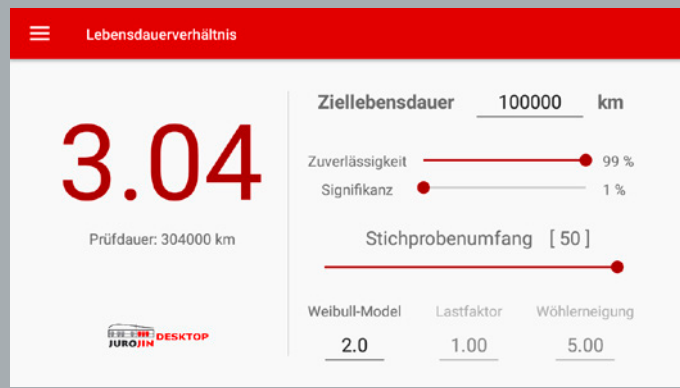 Lebensdauerverhältnis
3.04
Prüfdauer: 304000 km
JUROJIN DESKTOP
Ziellebensdauer 100000 km
Zuverlässigkeit 99 %
Signifikanz 1 %
Stichprobenumfang [ 50 ]
Weibull-Model Lastfaktor Wöhlerneigung
2.0 1.00 5.00